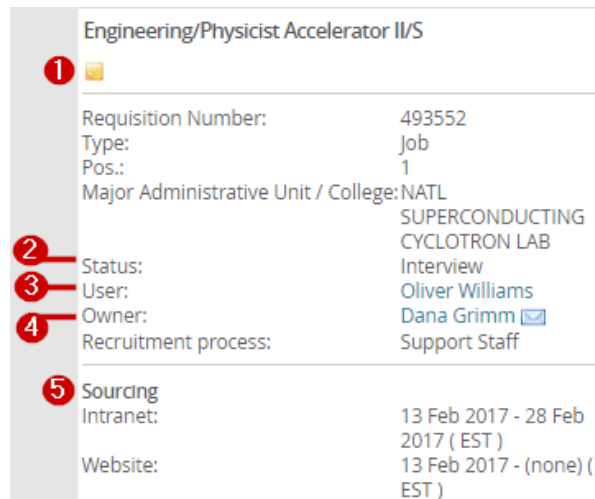 Engineering/Physicist Accelerator II/S
1
Requisition Number: 493552
Type: Job
Pos.: 1
Major Administrative Unit / College: NATL
SUPERCONDUCTING
CYCLOTRON LAB
2
Status: Interview
3 User: Oliver Williams
4 Owner: Dana Grimm
Recruitment process: Support Staff
5 Sourcing
Intranet: 13 Feb 2017 - 28 Feb
2017 ( EST )
Website: 13 Feb 2017 - (none) (
EST )